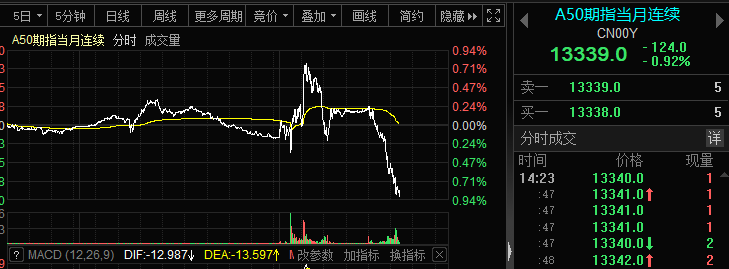 5日 5分钟 日线 周线 更多周期 竞价 叠加 画线 简约 隐藏
A50期指当月连续
CN00Y
13339.0
-124.0
-0.92%
A50期指当月连续 分时 成交量
0.94%
0.71%
0.47%
0.24%
0.00%
0.24%
0.47%
0.71%
0.94%
卖一 13339.0 5
买一 13338.0 5
分时成交 详
时间 价格 现量
14:23 13340.0 1
:47 13341.0 1
:47 13341.0 1
:47 13341.0 1
:47 13340.0 2
:48 13342.0 2
? MACD (12,26,9) DIF:-12.987 DEA:-13.597 M 改参数 加指标 换指标